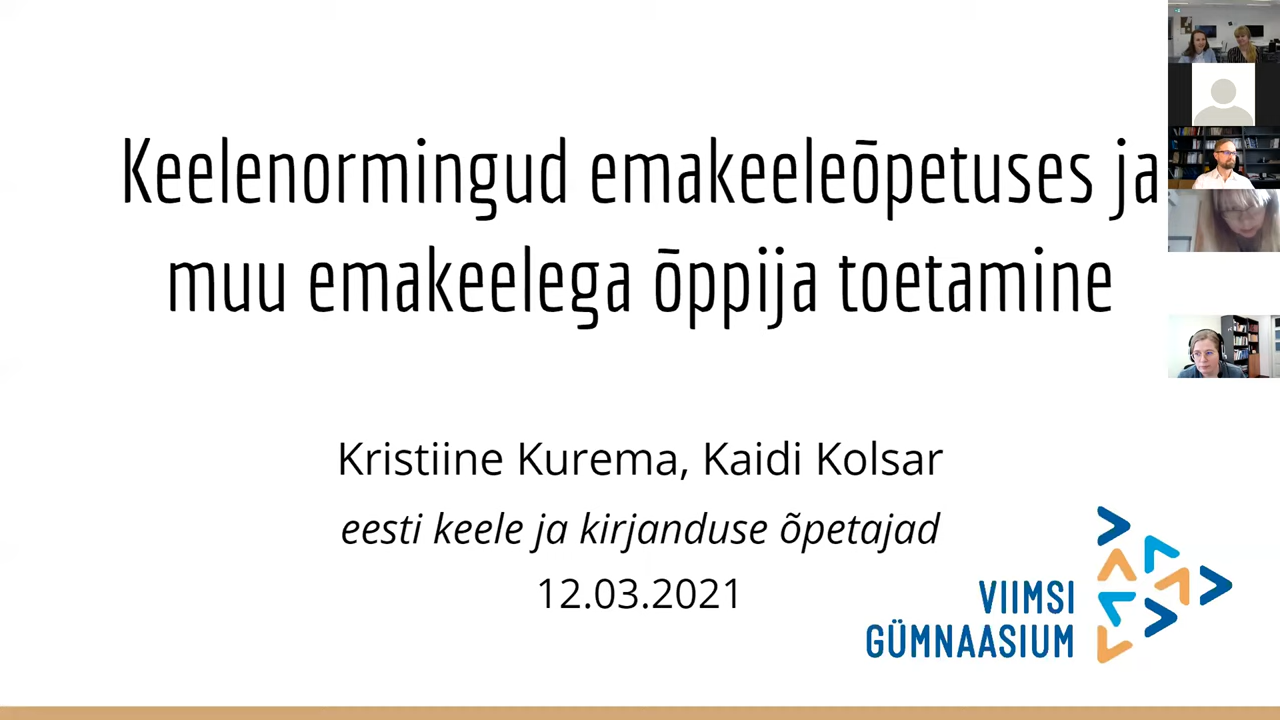 Keelenormingud emakeeleõpetuses ja
muu emakeelega õppija toetamine
Kristiine Kurema, Kaidi Kolsar
eesti keele ja kirjanduse õpetajad
12.03.2021
VIIMSI
GÜMNAASIUM